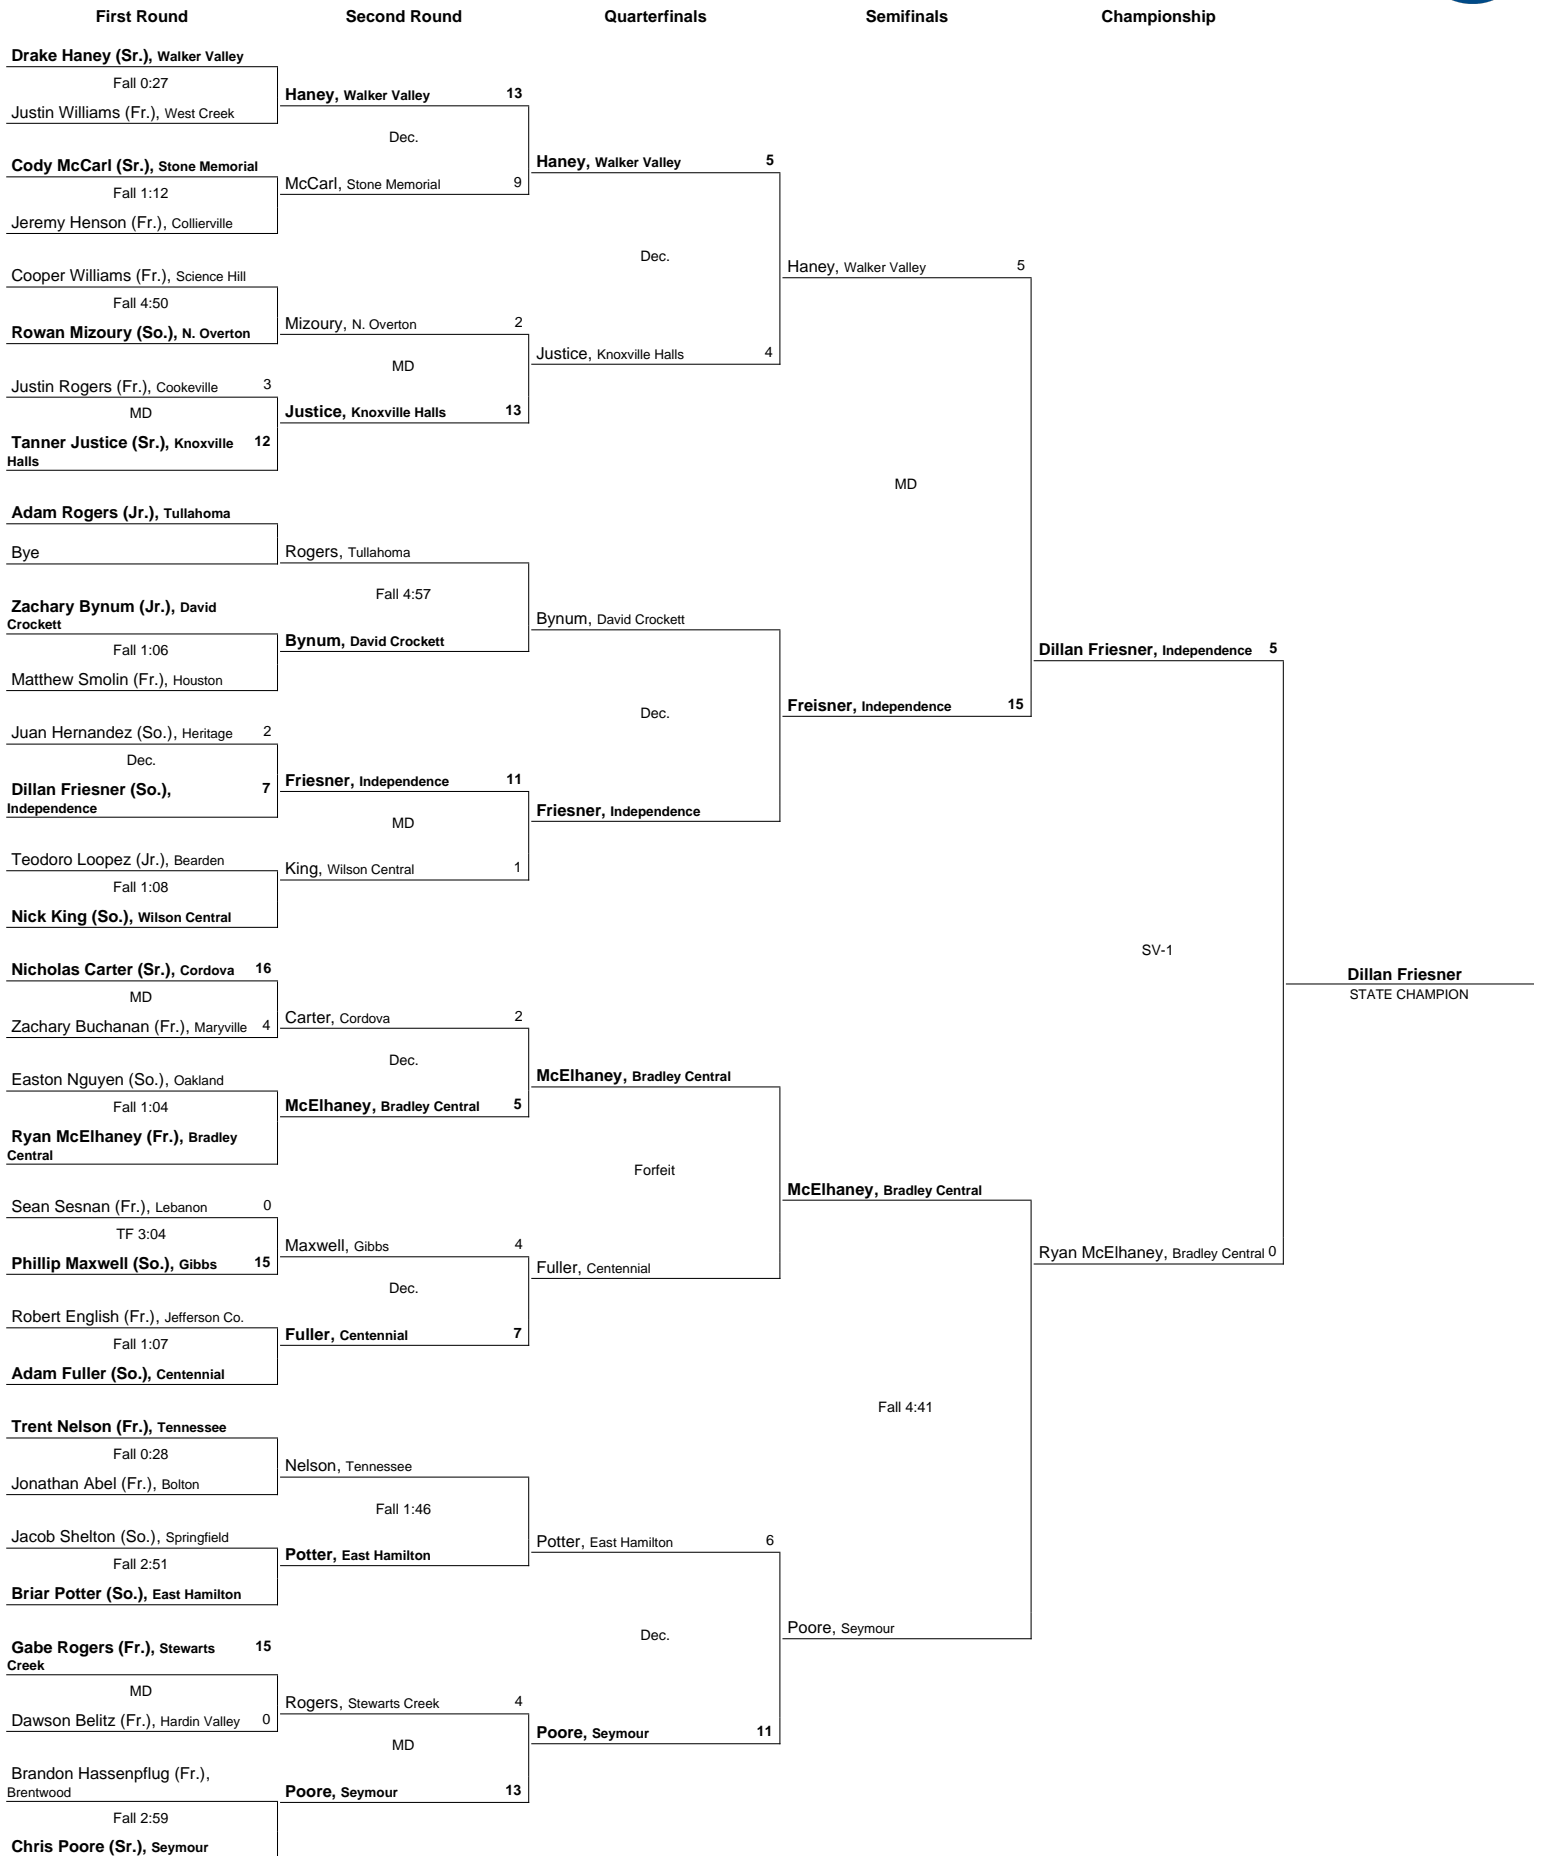 First Round
Second Round
Quarterfinals
Semifinals
Championship
Drake Haney (Sr.), Walker Valley
Fall 0:27
Justin Williams (Fr.), West Creek
Cody McCarl (Sr.), Stone Memorial
Fall 1:12
Jeremy Henson (Fr.), Collierville
Cooper Williams (Fr.), Science Hill
Fall 4:50
Rowan Mizoury (So.), N. Overton
Justin Rogers (Fr.), Cookeville 3
MD
Tanner Justice (Sr.), Knoxville 12
Halls
Adam Rogers (Jr.), Tullahoma
Bye
Zachary Bynum (Jr.), David
Crockett
Fall 1:06
Matthew Smolin (Fr.), Houston
Juan Hernandez (So.), Heritage 2
Dec.
Dillan Friesner (So.), 7
Independence
Teodoro Loopez (Jr.), Bearden
Fall 1:08
Nick King (So.), Wilson Central
Nicholas Carter (Sr.), Cordova 16
MD
Zachary Buchanan (Fr.), Maryville 4
Easton Nguyen (So.), Oakland
Fall 1:04
Ryan McElhaney (Fr.), Bradley
Central
Sean Sesnan (Fr.), Lebanon 0
TF 3:04
Phillip Maxwell (So.), Gibbs 15
Robert English (Fr.), Jefferson Co.
Fall 1:07
Adam Fuller (So.), Centennial
Trent Nelson (Fr.), Tennessee
Fall 0:28
Jonathan Abel (Fr.), Bolton
Jacob Shelton (So.), Springfield
Fall 2:51
Briar Potter (So.), East Hamilton
Gabe Rogers (Fr.), Stewarts 15
Creek
MD
Dawson Belitz (Fr.), Hardin Valley 0
Brandon Hassenpflug (Fr.),
Brentwood
Fall 2:59
Chris Poore (Sr.), Seymour
Haney, Walker Valley 13
Dec.
McCarl, Stone Memorial 9
Mizoury, N. Overton 2
MD
Justice, Knoxville Halls 13
Rogers, Tullahoma
Fall 4:57
Bynum, David Crockett
Friesner, Independence 11
MD
King, Wilson Central 1
Carter, Cordova 2
Dec.
McElhaney, Bradley Central 5
Maxwell, Gibbs 4
Dec.
Fuller, Centennial 7
Nelson, Tennessee
Fall 1:46
Potter, East Hamilton
Rogers, Stewarts Creek 4
MD
Poore, Seymour 13
Haney, Walker Valley 5
Dec.
Justice, Knoxville Halls 4
Bynum, David Crockett
Dec.
Friesner, Independence
McElhaney, Bradley Central
Forfeit
Fuller, Centennial
Potter, East Hamilton 6
Dec.
Poore, Seymour 11
Haney, Walker Valley 5
MD
Freisner, Independence 15
McElhaney, Bradley Central
Fall 4:41
Poore, Seymour
Dillan Friesner, Independence 5
SV-1
Ryan McElhaney, Bradley Central 0
Dillan Friesner
STATE CHAMPION